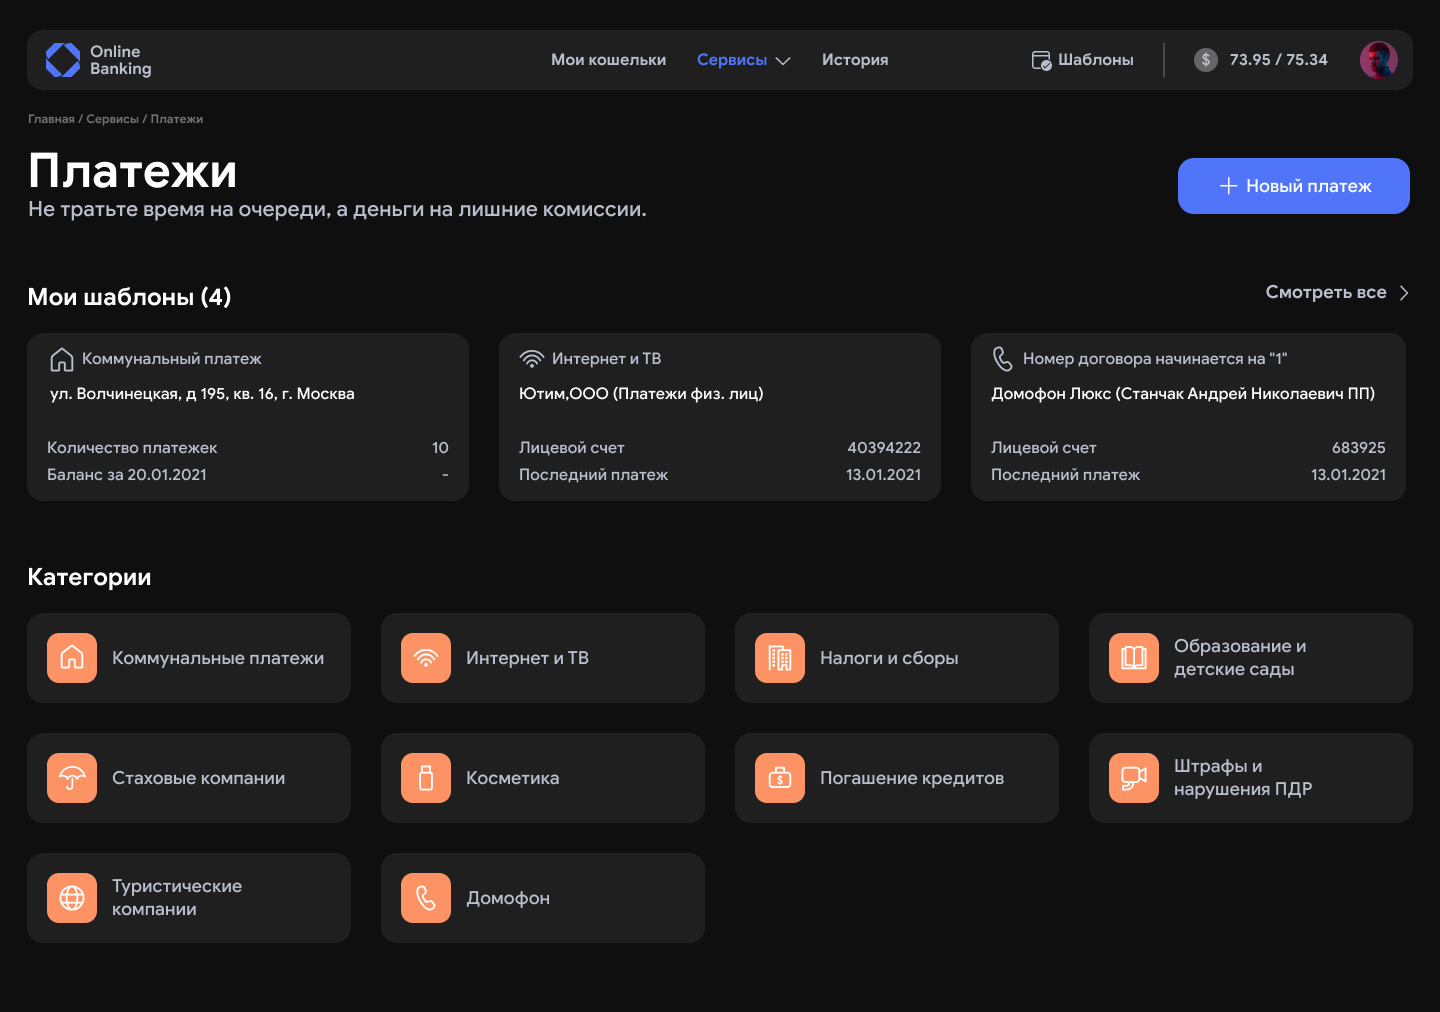 Online
Banking
Мои кошельки
Сервисы
История
Шаблоны
$ 73.95 / 75.34
Главная / Сервисы / Платежи
Платежи
Не тратьте время на очереди, а деньги на лишние комиссии.
Новый платеж
Мои шаблоны (4)
Смотреть все
Коммунальный платеж
ул. Волчинецкая, д 195, кв. 16, г. Москва
Количество платежек 10
Баланс за 20.01.2021 -
Интернет и ТВ
Ютим,ООО (Платежи физ. лиц)
Лицевой счет 40394222
Последний платеж 13.01.2021
Номер договора начинается на "1"
Домофон Люкс (Станчак Андрей Николаевич ПП)
Лицевой счет 683925
Последний платеж 13.01.2021
Категории
Коммунальные платежи
Интернет и ТВ
Налоги и сборы
Образование и
детские сады
Стаховые компании
Косметика
$
Погашение кредитов
Штрафы и
нарушения ПДР
Туристические
компании
Домофон